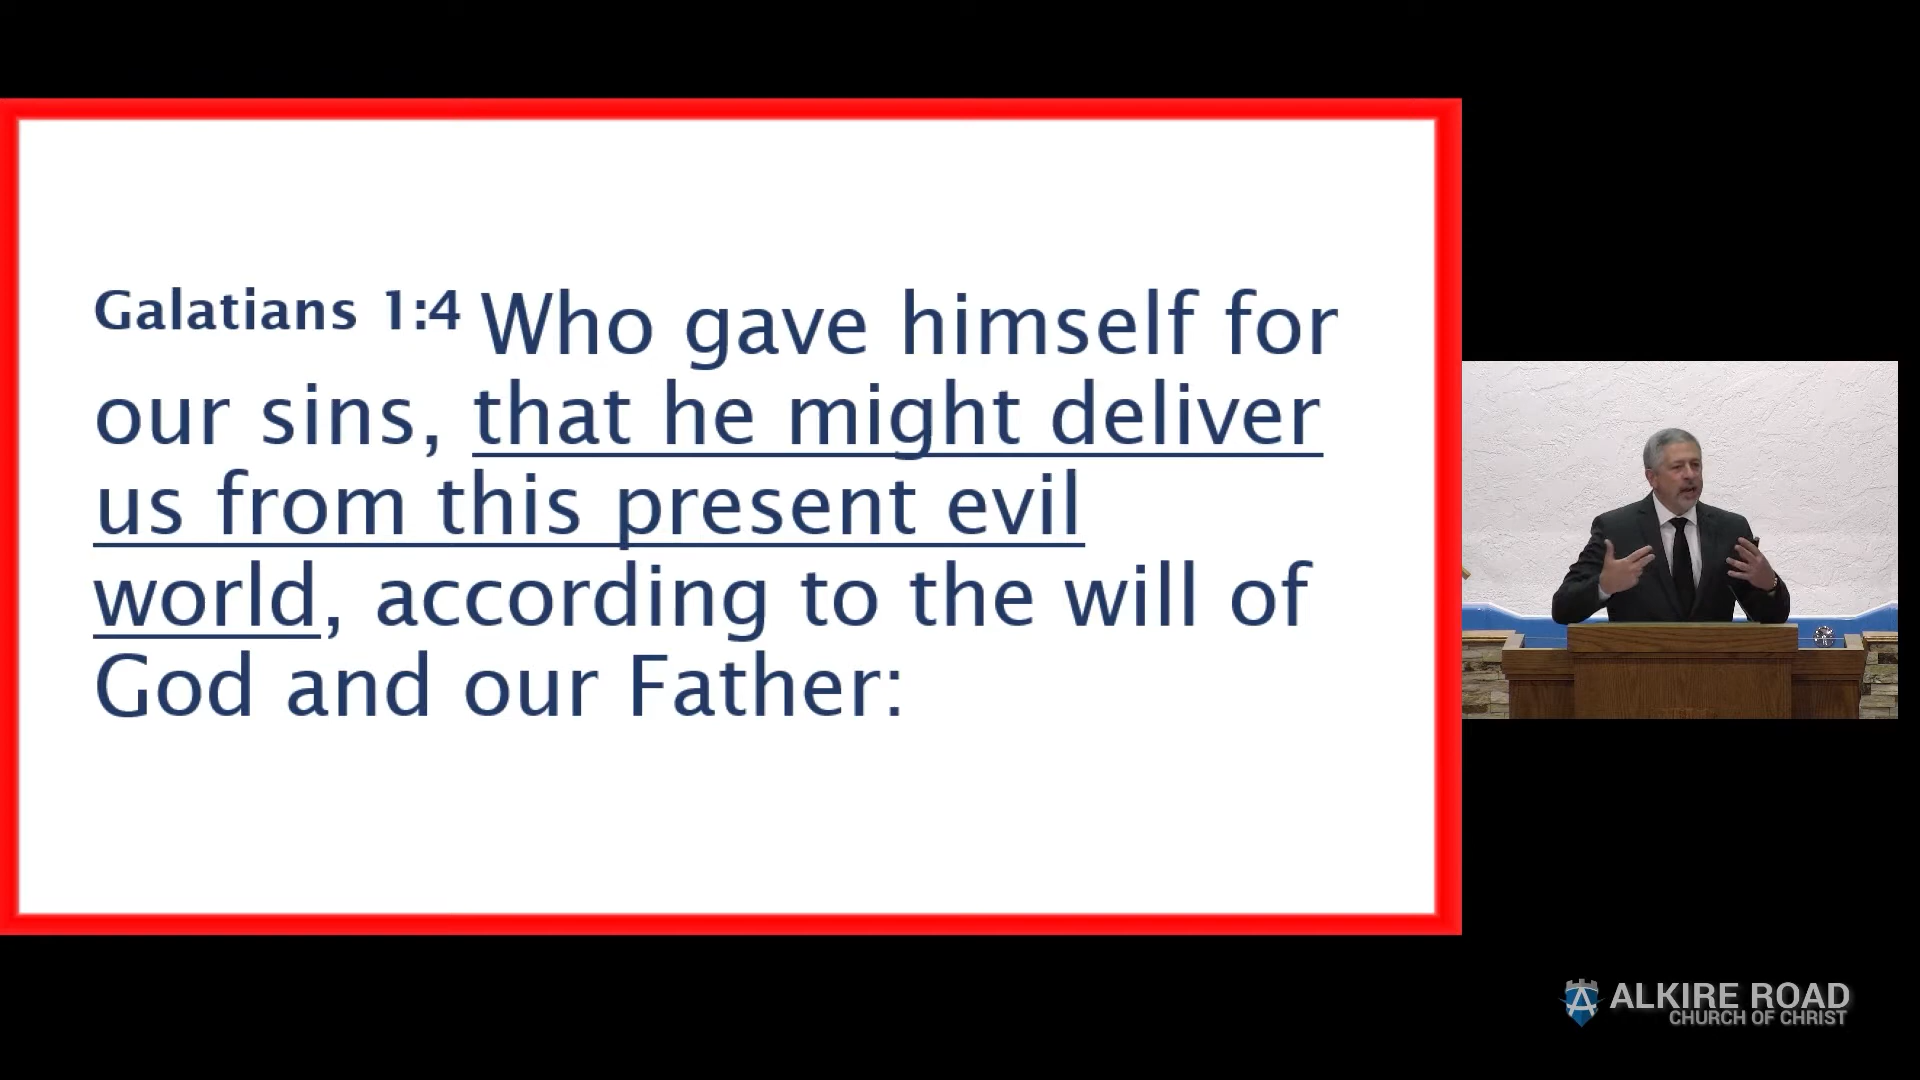 Galatians 1:4 Who gave himself for
our sins, that he might deliver
us from this present evil
world, according to the will of
God and our Father:
ALKIRE ROAD
CHURCH OF CHRIST